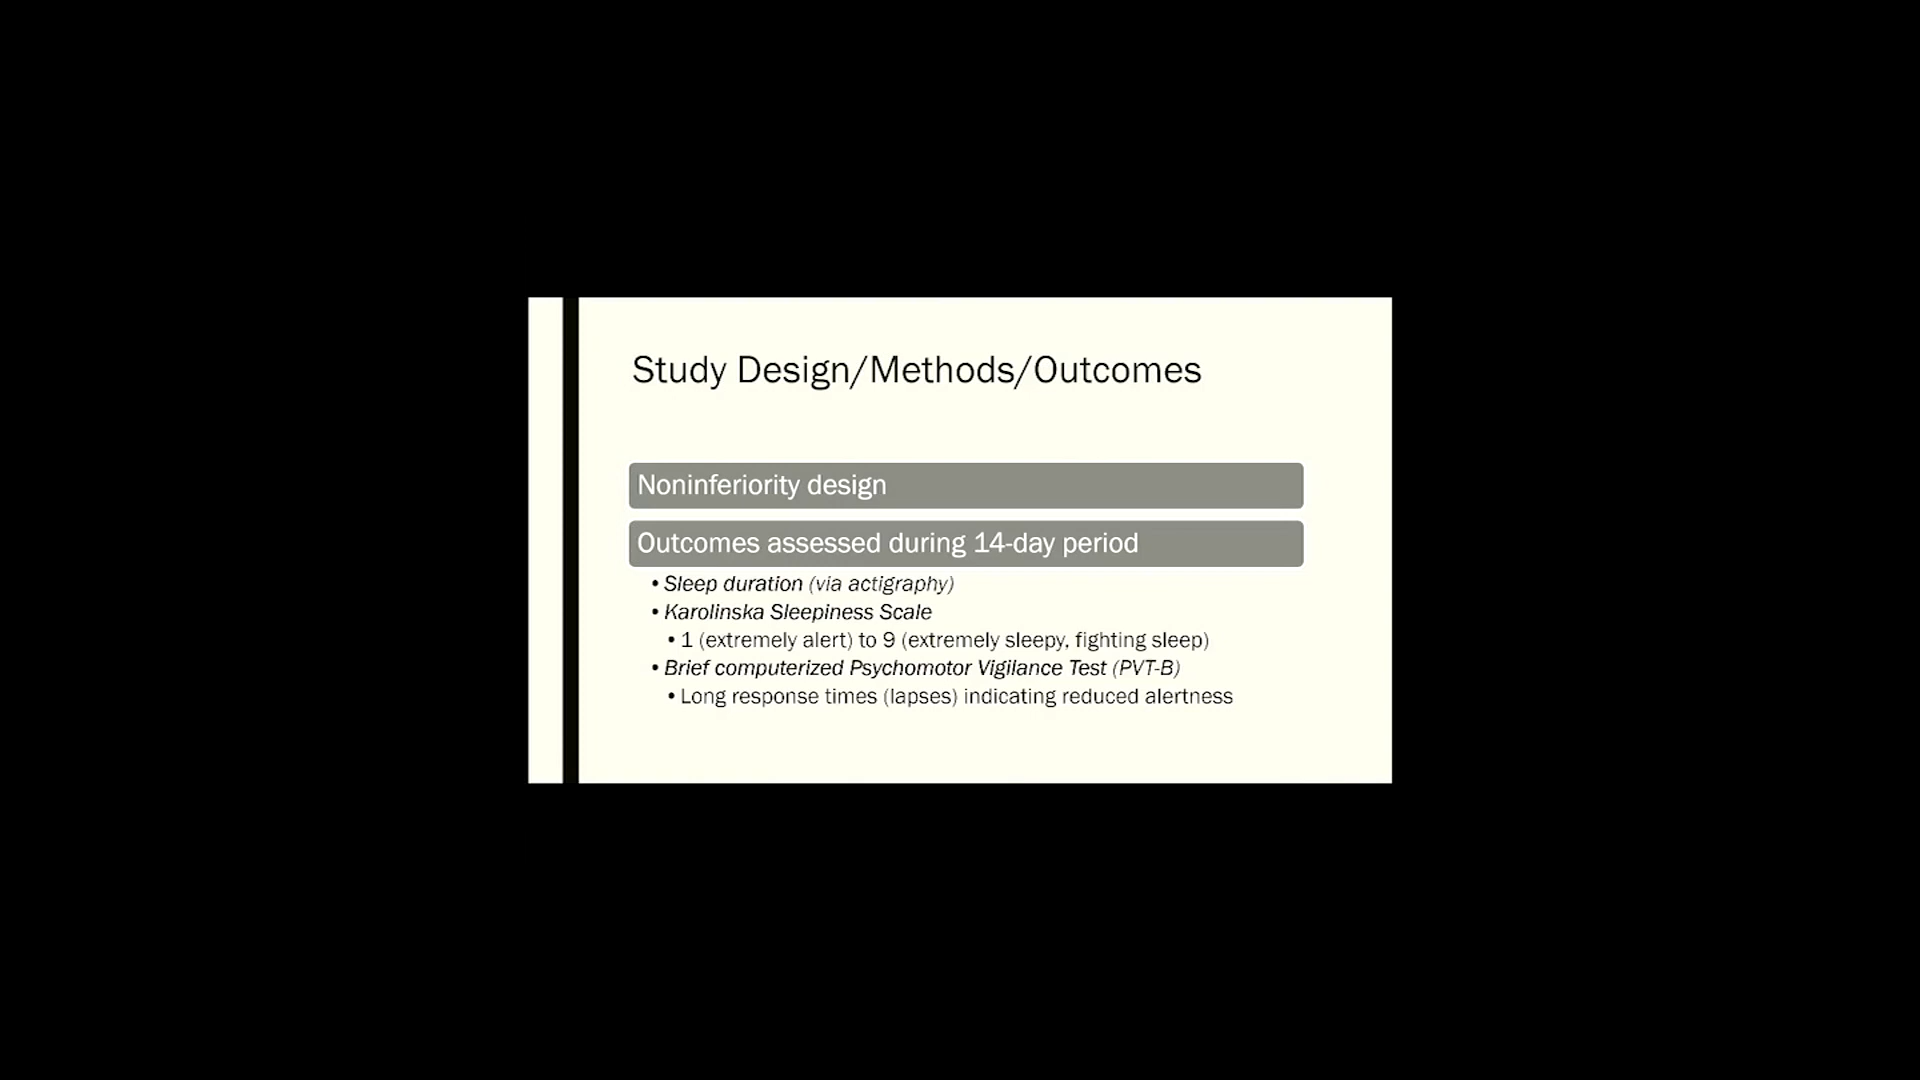 Study Design/Methods/Outcomes
Noninferiority design
Outcomes assessed during 14-day period
• Sleep duration (via actigraphy)
• Karolinska Sleepiness Scale
• 1 (extremely alert) to 9 (extremely sleepy, fighting sleep)
• Brief computerized Psychomotor Vigilance Test (PVT-B)
• Long response times (lapses) indicating reduced alertness